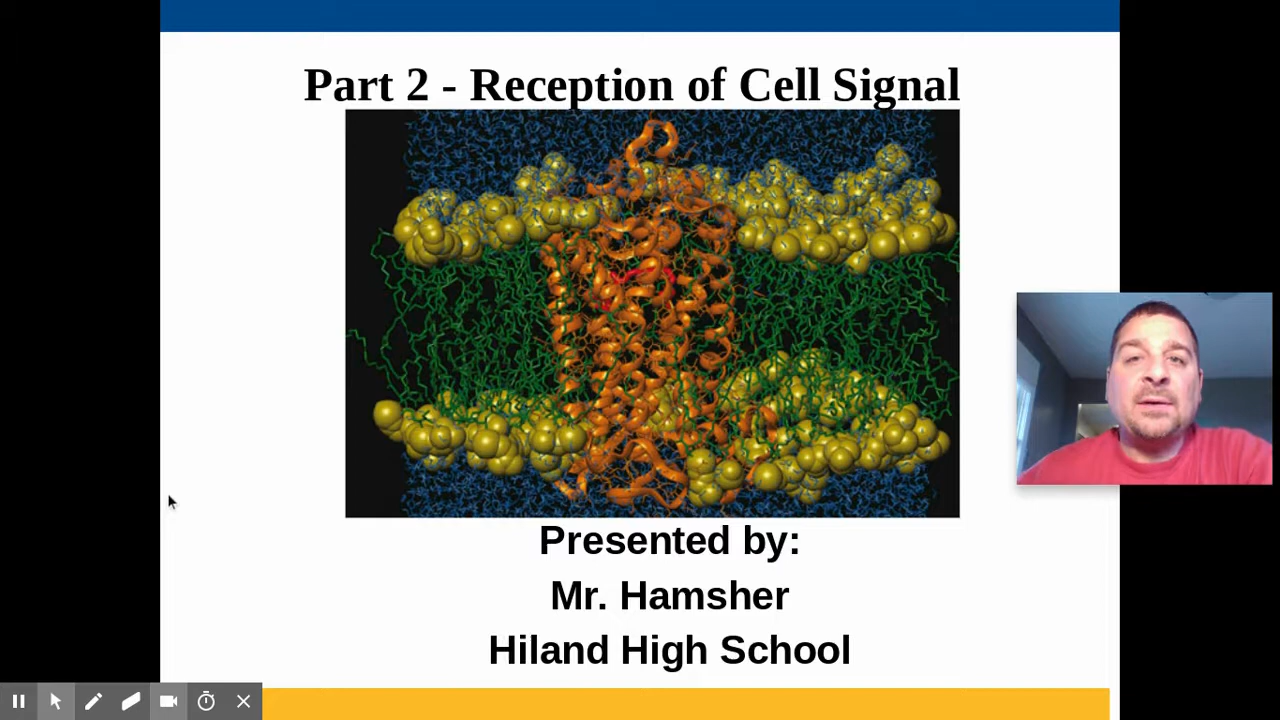 Part 2 - Reception of Cell Signal
Presented by:
Mr. Hamsher
Hiland High School